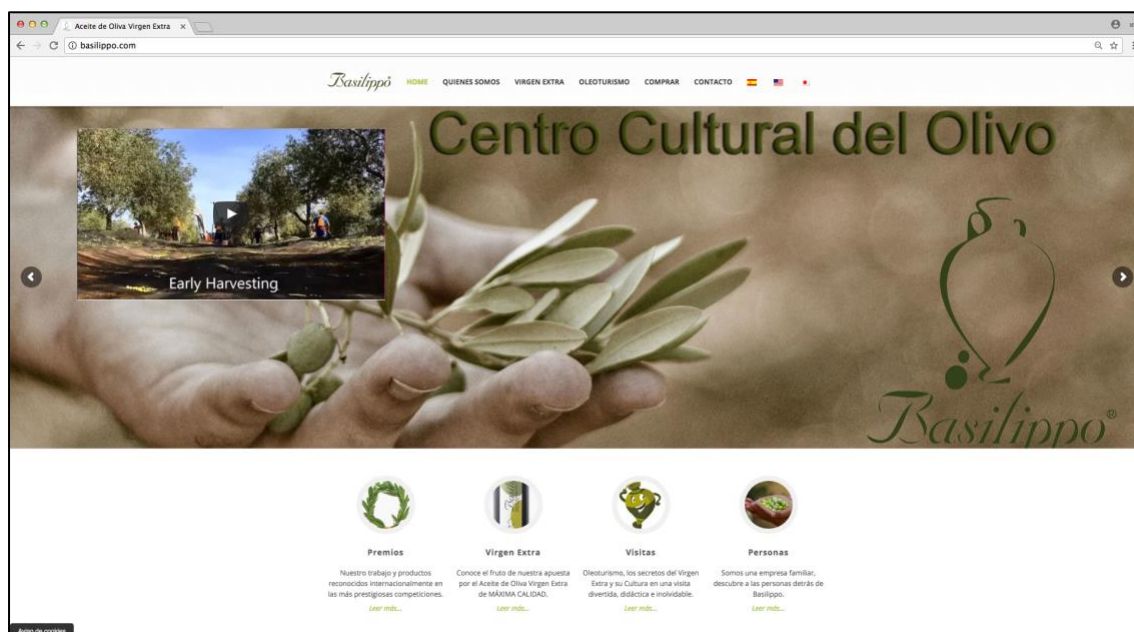 Aceite de Oliva Virgen Extra
basilippo.com
Basilippo HOME QUIENES SOMOS VIRGEN EXTRA OLEOTURISMO COMPRAR CONTACTO
Centro Cultural del Olivo
Early Harvesting
Basilippo®
Premios
Nuestro trabajo y productos
reconocidos internacionalmente en
las más prestigiosas competiciones.
Leer más...
Virgen Extra
Conoce el fruto de nuestra apuesta
por el Aceite de Oliva Virgen Extra
de MÁXIMA CALIDAD.
Leer más...
Visitas
Oleoturismo, los secretos del Virgen
Extra y su Cultura en una visita
divertida, didáctica e inolvidable.
Leer más...
Personas
Somos una empresa familiar,
descubre a las personas detrás de
Basilippo.
Leer más...
Aviso de cookies